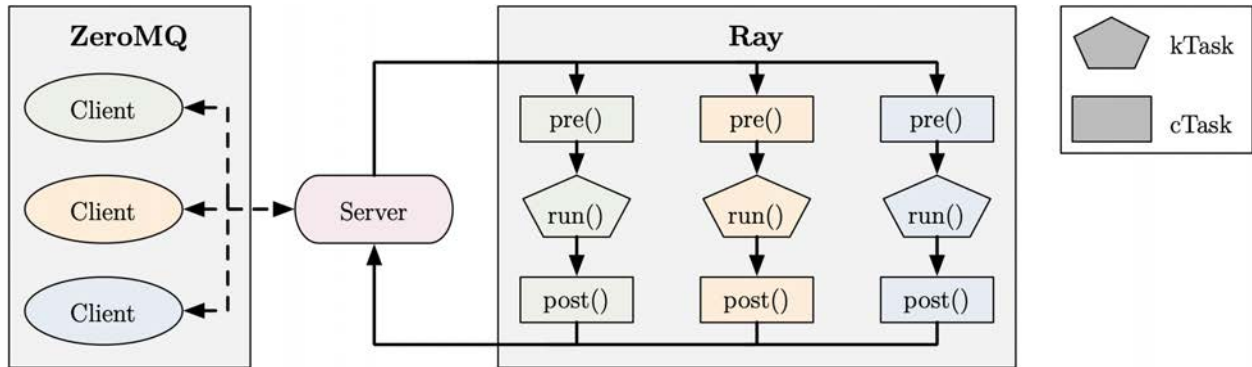 ZeroMQ
Client
Client
Client
Server
Ray
pre() pre() pre()
run() run() run()
post() post() post()
kTask
cTask